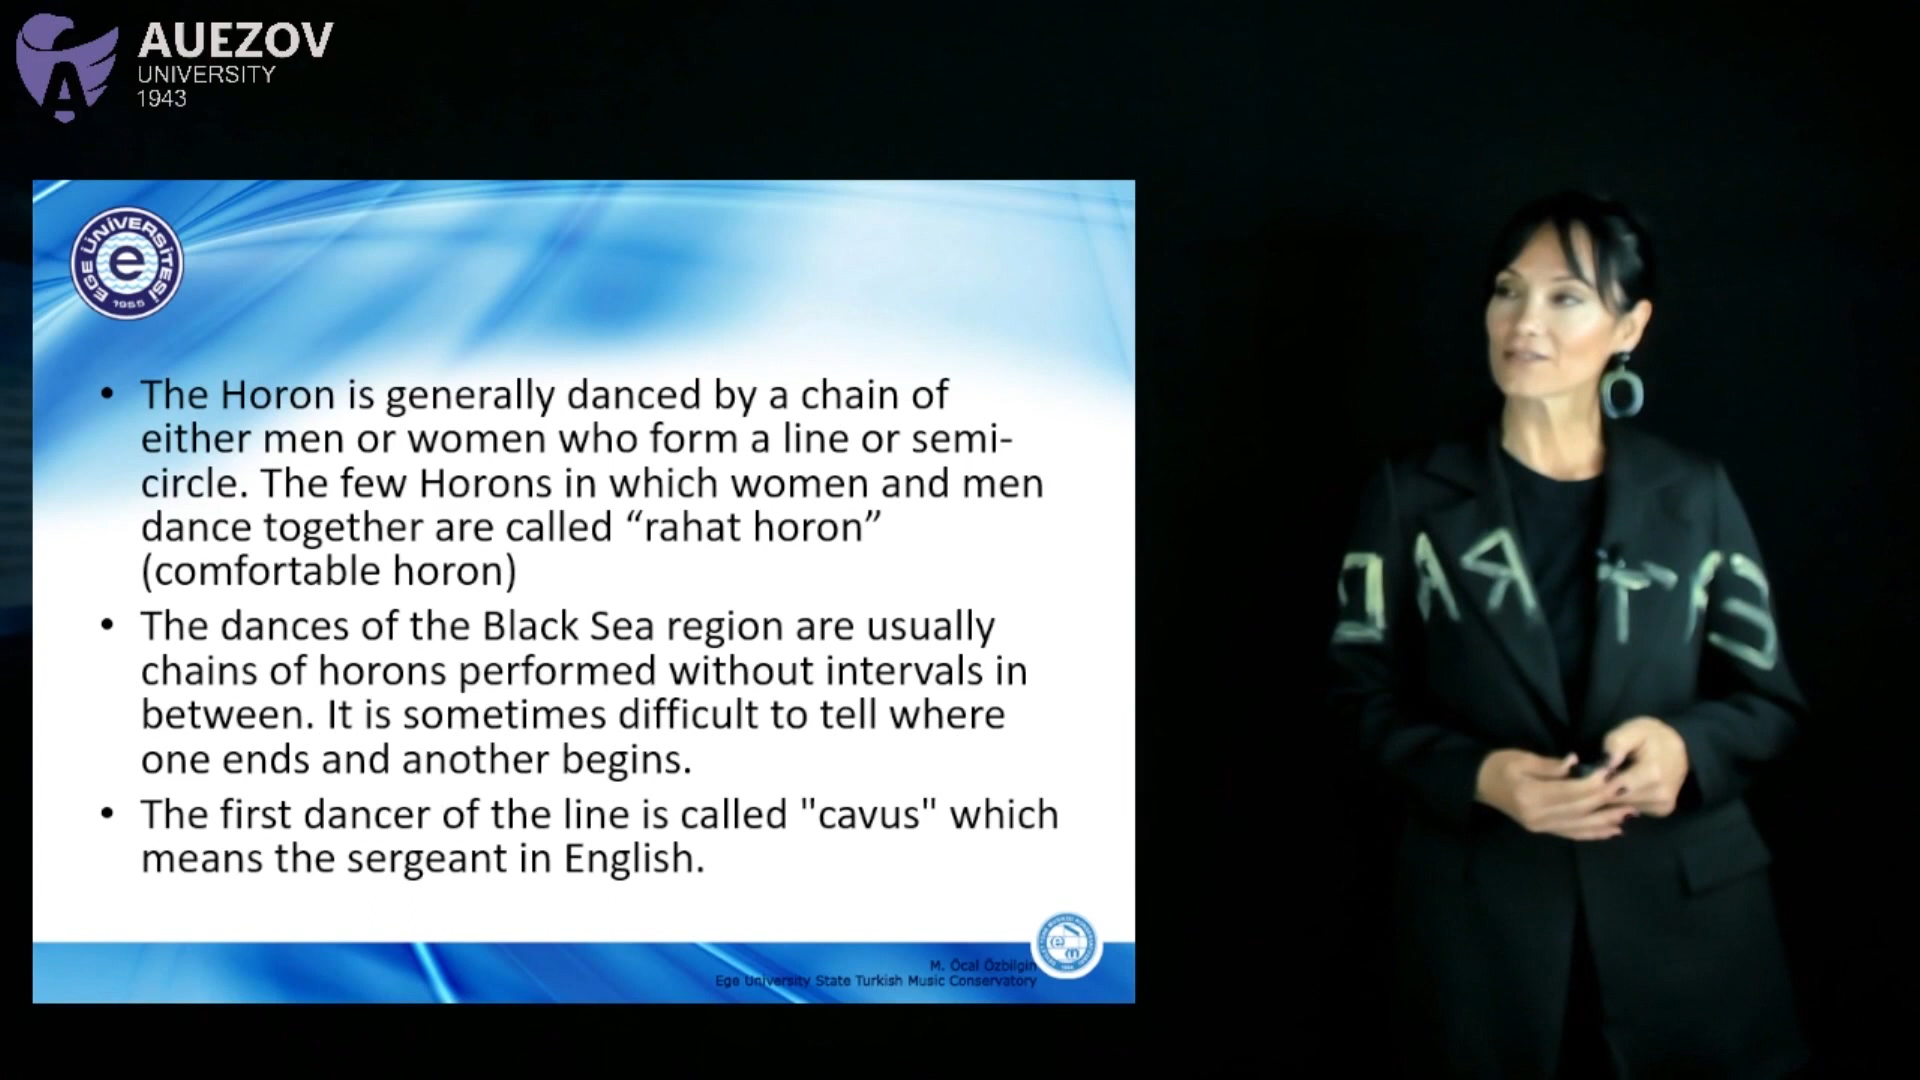 AUEZOV
UNIVERSITY
1943
EGE ÜNİVERSİTESİ
e
1955
• The Horon is generally danced by a chain of
either men or women who form a line or semi-
circle. The few Horons in which women and men
dance together are called “rahat horon”
(comfortable horon)
• The dances of the Black Sea region are usually
chains of horons performed without intervals in
between. It is sometimes difficult to tell where
one ends and another begins.
• The first dancer of the line is called "cavus" which
means the sergeant in English.
M. Öcal Özbilgin
Ege University State Turkish Music Conservatory